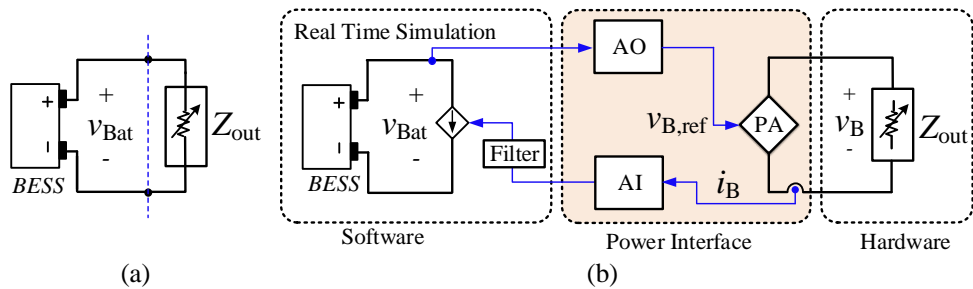 +
v_Bat
-
BESS
Z_out
(a)
Real Time Simulation
+
v_Bat
-
BESS
Filter
Software
AO
v_B,ref
PA
AI
i_B
Power Interface
+
v_B
-
Z_out
Hardware
(b)